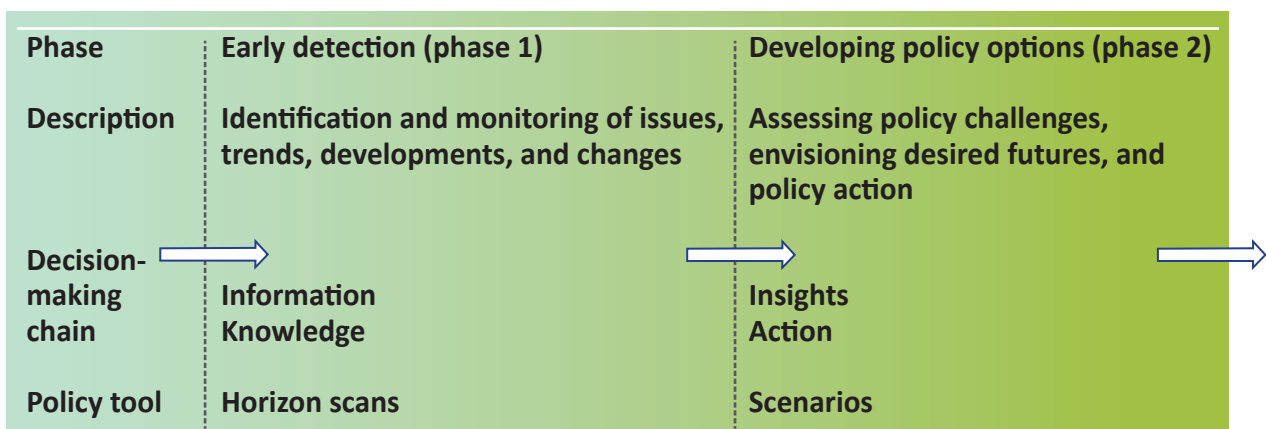 Phase
Early detection (phase 1)
Developing policy options (phase 2)
Description
Identification and monitoring of issues,
trends, developments, and changes
Assessing policy challenges,
envisioning desired futures, and
policy action
Decision-
making
chain
Information
Knowledge
Insights
Action
Policy tool
Horizon scans
Scenarios